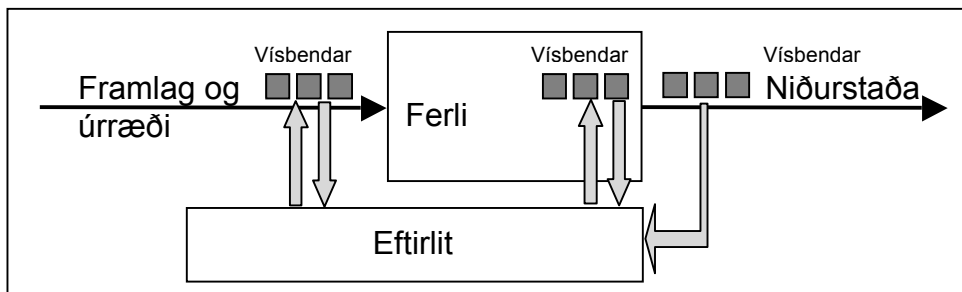 Vísbendar
Vísbendar
Vísbendar
Framlag og
úrræði
Ferli
Niðurstaða
Eftirlit